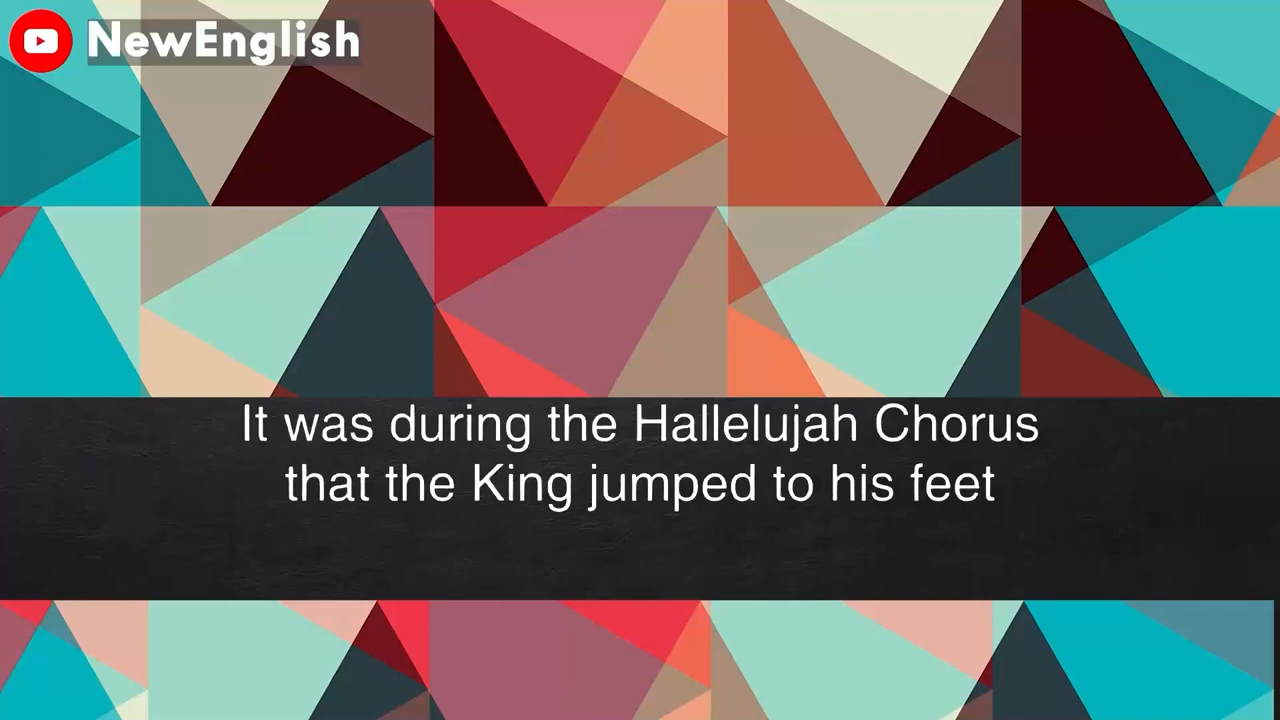 NewEnglish
It was during the Hallelujah Chorus
that the King jumped to his feet